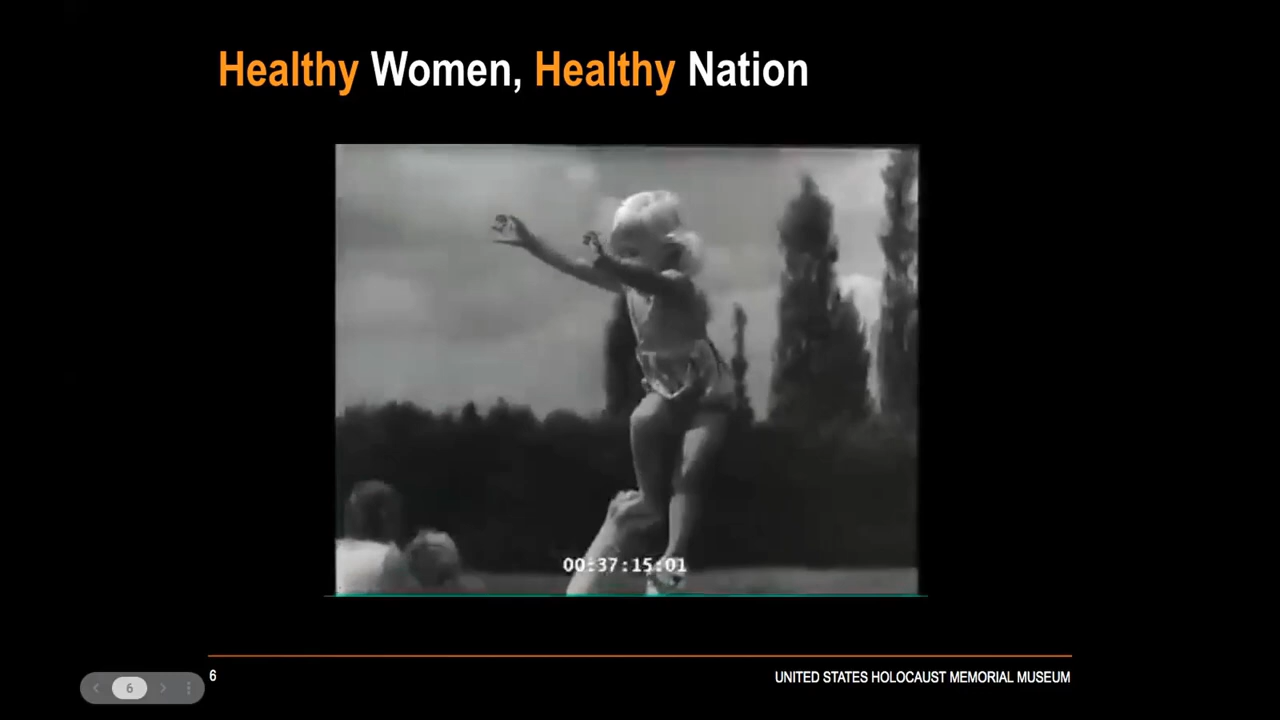 Healthy Women, Healthy Nation
00:37:15:01
6
UNITED STATES HOLOCAUST MEMORIAL MUSEUM
6